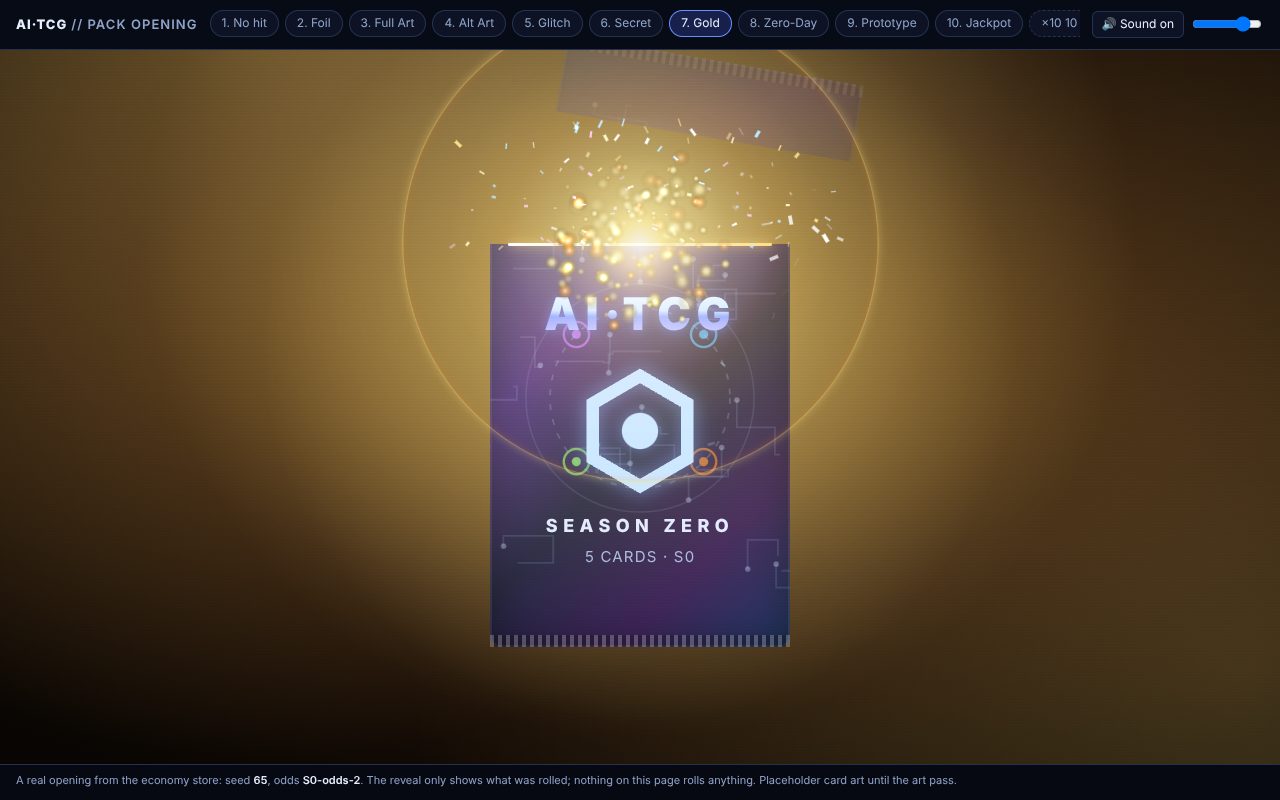 AI·TCG // PACK OPENING
1. No hit
2. Foil
3. Full Art
4. Alt Art
5. Glitch
6. Secret
7. Gold
8. Zero-Day
9. Prototype
10. Jackpot
×10 10
🔊 Sound on
AI·TCG
SEASON ZERO
5 CARDS · S0
A real opening from the economy store: seed 65, odds S0-odds-2. The reveal only shows what was rolled; nothing on this page rolls anything. Placeholder card art until the art pass.